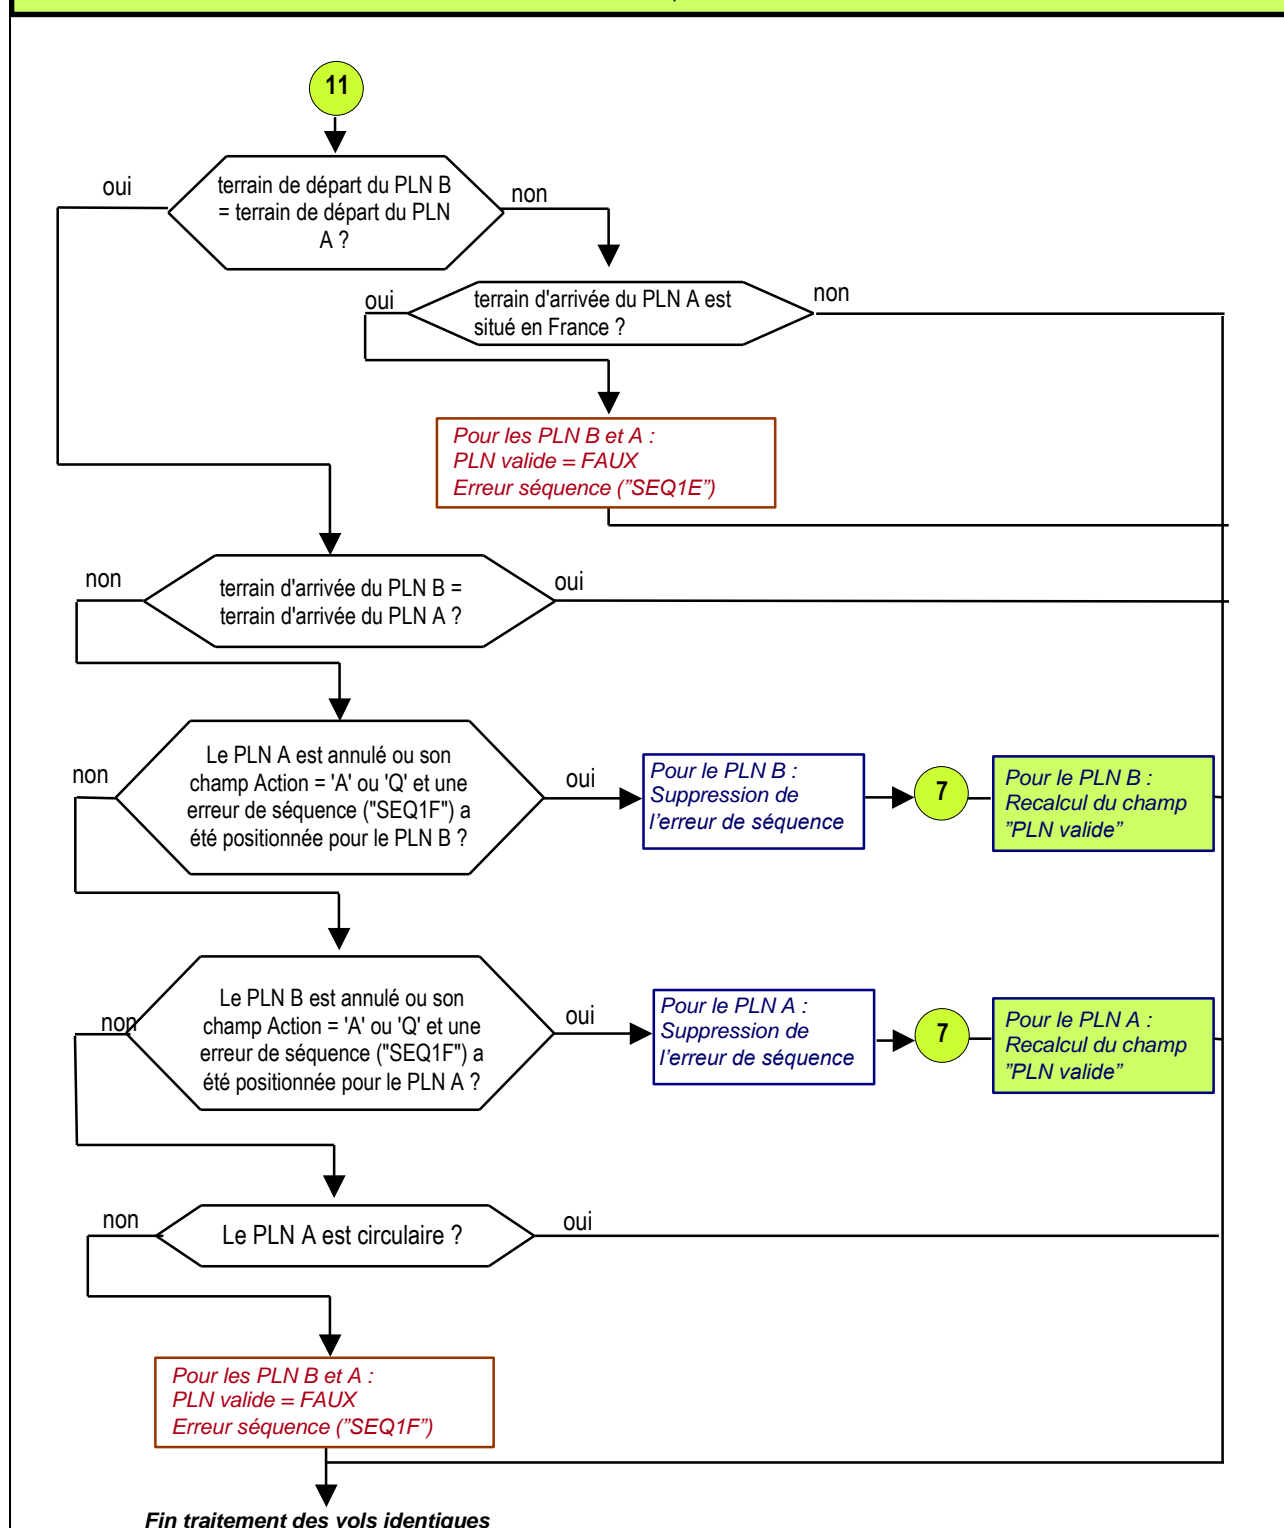 11
oui
terrain de départ du PLN B
= terrain de départ du PLN
A ?
non
oui
terrain d'arrivée du PLN A est
situé en France ?
non
Pour les PLN B et A :
PLN valide = FAUX
Erreur séquence ("SEQ1E")
non
terrain d'arrivée du PLN B =
terrain d'arrivée du PLN A ?
oui
non
Le PLN A est annulé ou son
champ Action = 'A' ou 'Q' et une
erreur de séquence ("SEQ1F") a
été positionnée pour le PLN B ?
oui
Pour le PLN B :
Suppression de
l'erreur de séquence
7
Pour le PLN B :
Recalcul du champ
"PLN valide"
non
Le PLN B est annulé ou son
champ Action = 'A' ou 'Q' et une
erreur de séquence ("SEQ1F") a
été positionnée pour le PLN A ?
oui
Pour le PLN A :
Suppression de
l'erreur de séquence
7
Pour le PLN A :
Recalcul du champ
"PLN valide"
non
Le PLN A est circulaire ?
oui
Pour les PLN B et A :
PLN valide = FAUX
Erreur séquence ("SEQ1F")
Fin traitement des vols identiques